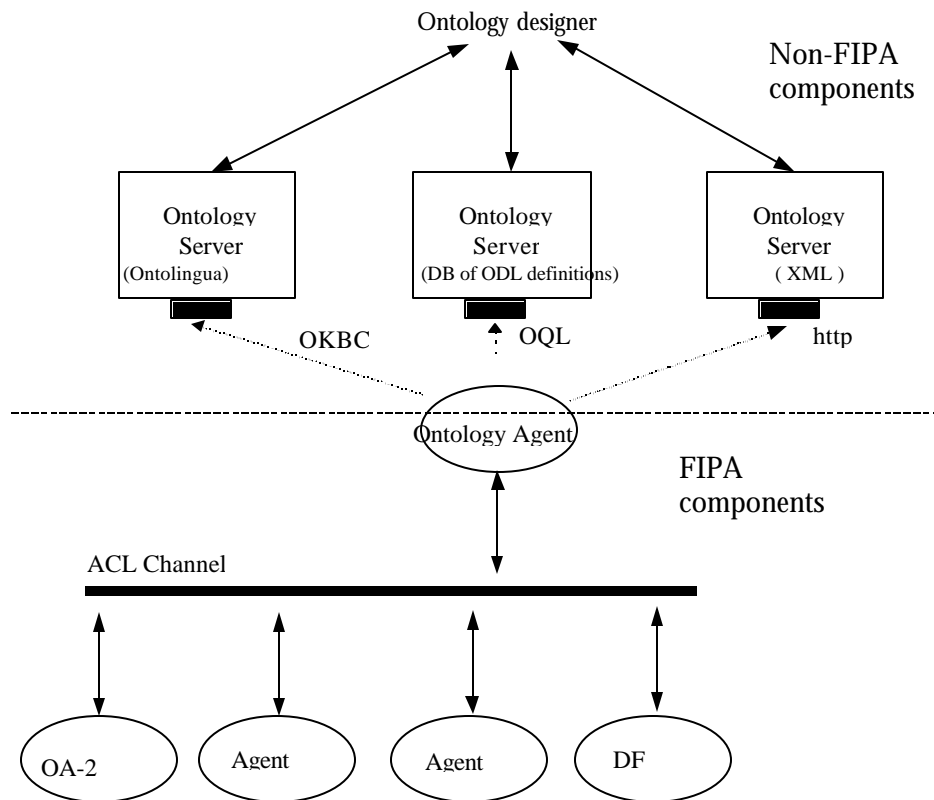 Ontology designer
Non-FIPA
components
Ontology
Server
(Ontolingua)
Ontology
Server
(DB of ODL definitions)
Ontology
Server
( XML )
OKBC
OQL
http
Ontology Agent
FIPA
components
ACL Channel
OA-2
Agent
Agent
DF